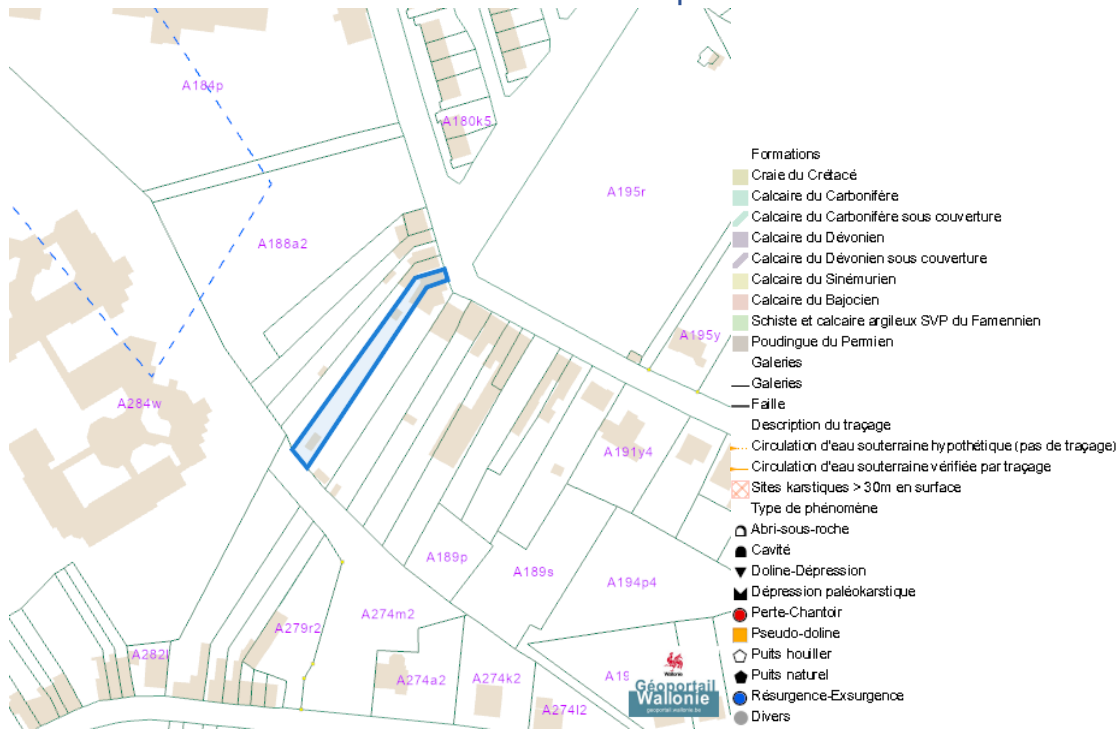 A184p
A180k5
A195r
A188a2
A195y
A284w
A191y4
A189p
A189s
A194p4
A274m2
A279r2
A282l
A274a2
A274k2
A19
A274l2
Wallonie
Géoportail
Wallonie
geoportail.wallonie.be
Formations
Craie du Crétacé
Calcaire du Carbonifère
Calcaire du Carbonifère sous couverture
Calcaire du Dévonien
Calcaire du Dévonien sous couverture
Calcaire du Sinémurien
Calcaire du Bajocien
Schiste et calcaire argileux SVP du Famennien
Poudingue du Permien
Galeries
Galeries
Faille
Description du traçage
Circulation d'eau souterraine hypothétique (pas de traçage)
Circulation d'eau souterraine vérifiée par traçage
Sites karstiques > 30m en surface
Type de phénomène
Abri-sous-roche
Cavité
Doline-Dépression
Dépression paléokarstique
Perte-Chantoir
Pseudo-doline
Puits houiller
Puits naturel
Résurgence-Exsurgence
Divers